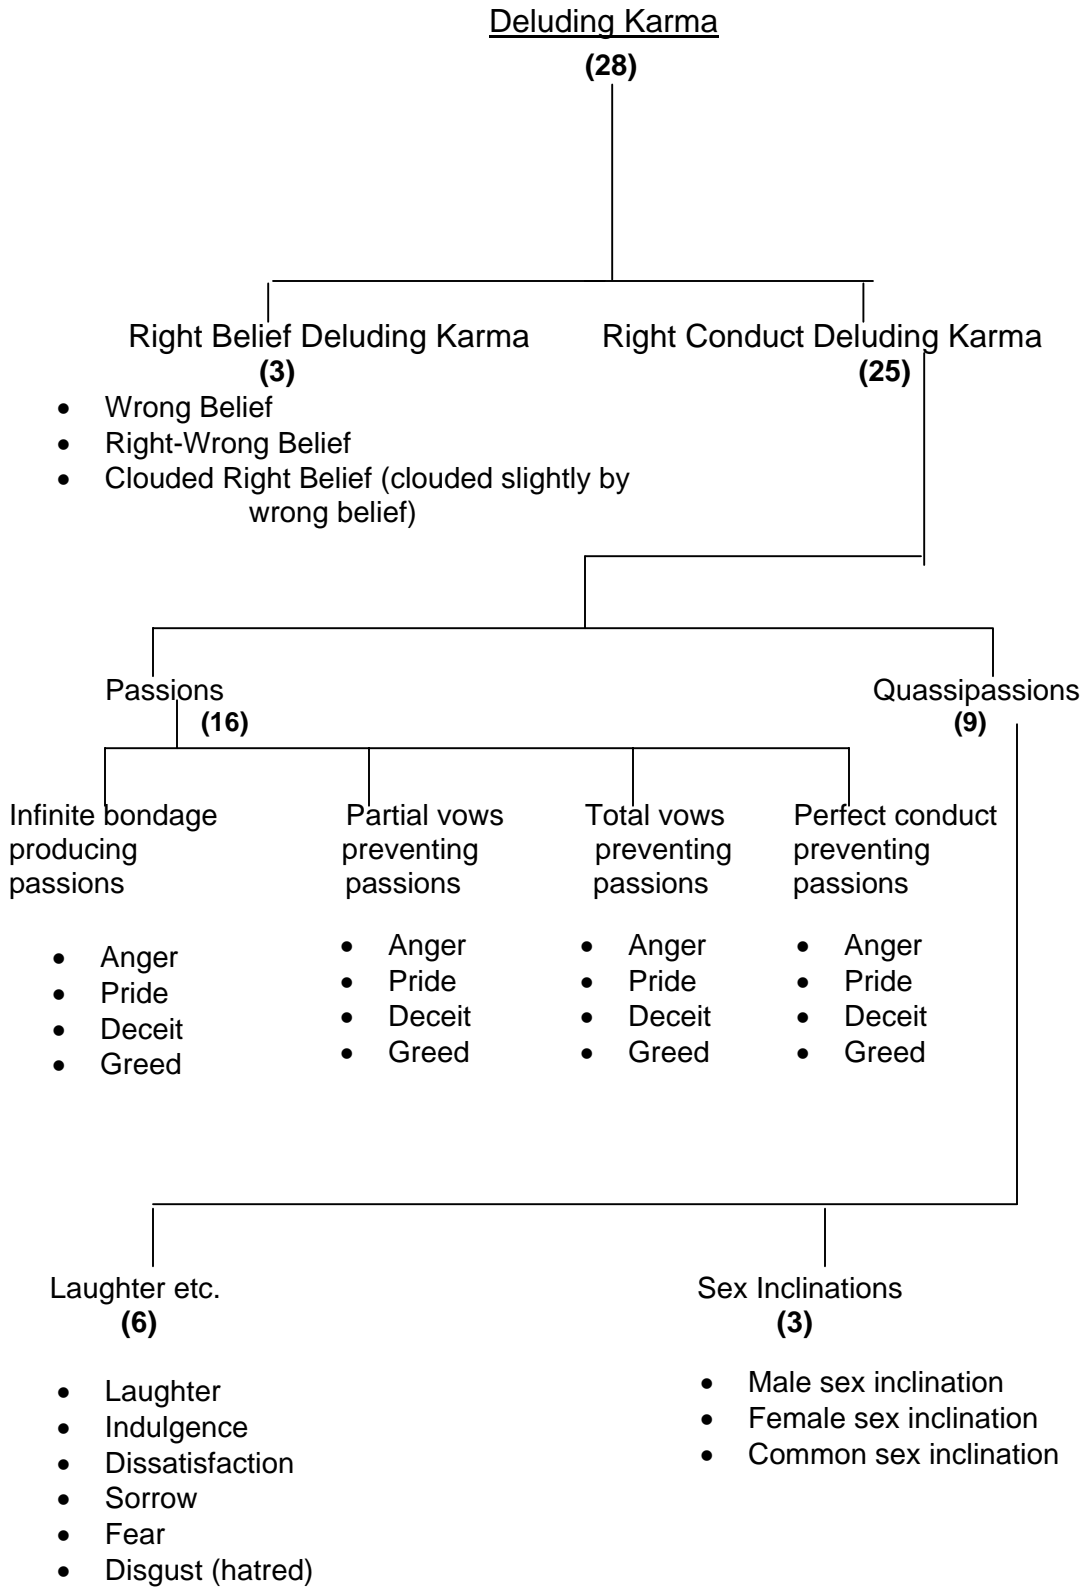 Deluding Karma
(28)
Right Belief Deluding Karma
(3)
• Wrong Belief
• Right-Wrong Belief
• Clouded Right Belief (clouded slightly by
wrong belief)
Right Conduct Deluding Karma
(25)
Passions
(16)
Quassipassions
(9)
Infinite bondage
producing
passions
• Anger
• Pride
• Deceit
• Greed
Partial vows
preventing
passions
• Anger
• Pride
• Deceit
• Greed
Total vows
preventing
passions
• Anger
• Pride
• Deceit
• Greed
Perfect conduct
preventing
passions
• Anger
• Pride
• Deceit
• Greed
Laughter etc.
(6)
• Laughter
• Indulgence
• Dissatisfaction
• Sorrow
• Fear
• Disgust (hatred)
Sex Inclinations
(3)
• Male sex inclination
• Female sex inclination
• Common sex inclination